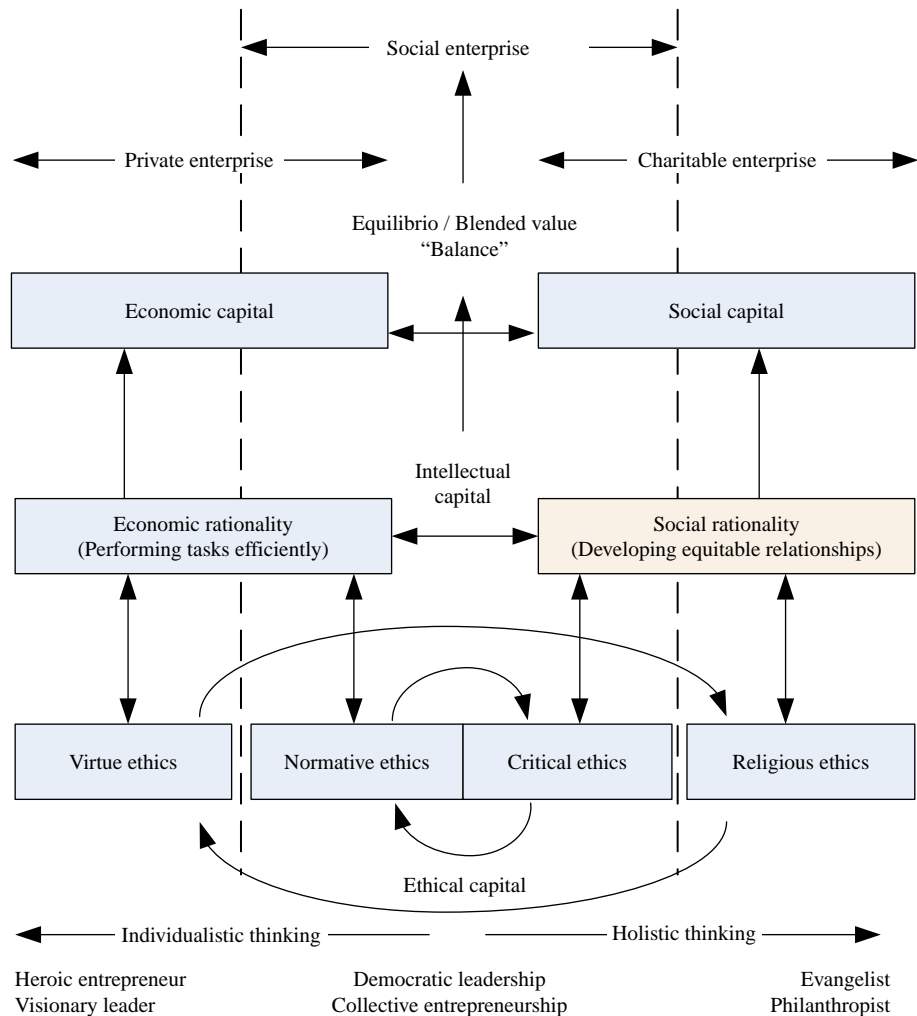 Social enterprise
Private enterprise
Charitable enterprise
Equilibrio / Blended value
“Balance”
Economic capital
Social capital
Intellectual
capital
Economic rationality
(Performing tasks efficiently)
Social rationality
(Developing equitable relationships)
Virtue ethics
Normative ethics
Critical ethics
Religious ethics
Ethical capital
Individualistic thinking
Holistic thinking
Heroic entrepreneur
Visionary leader
Democratic leadership
Collective entrepreneurship
Evangelist
Philanthropist